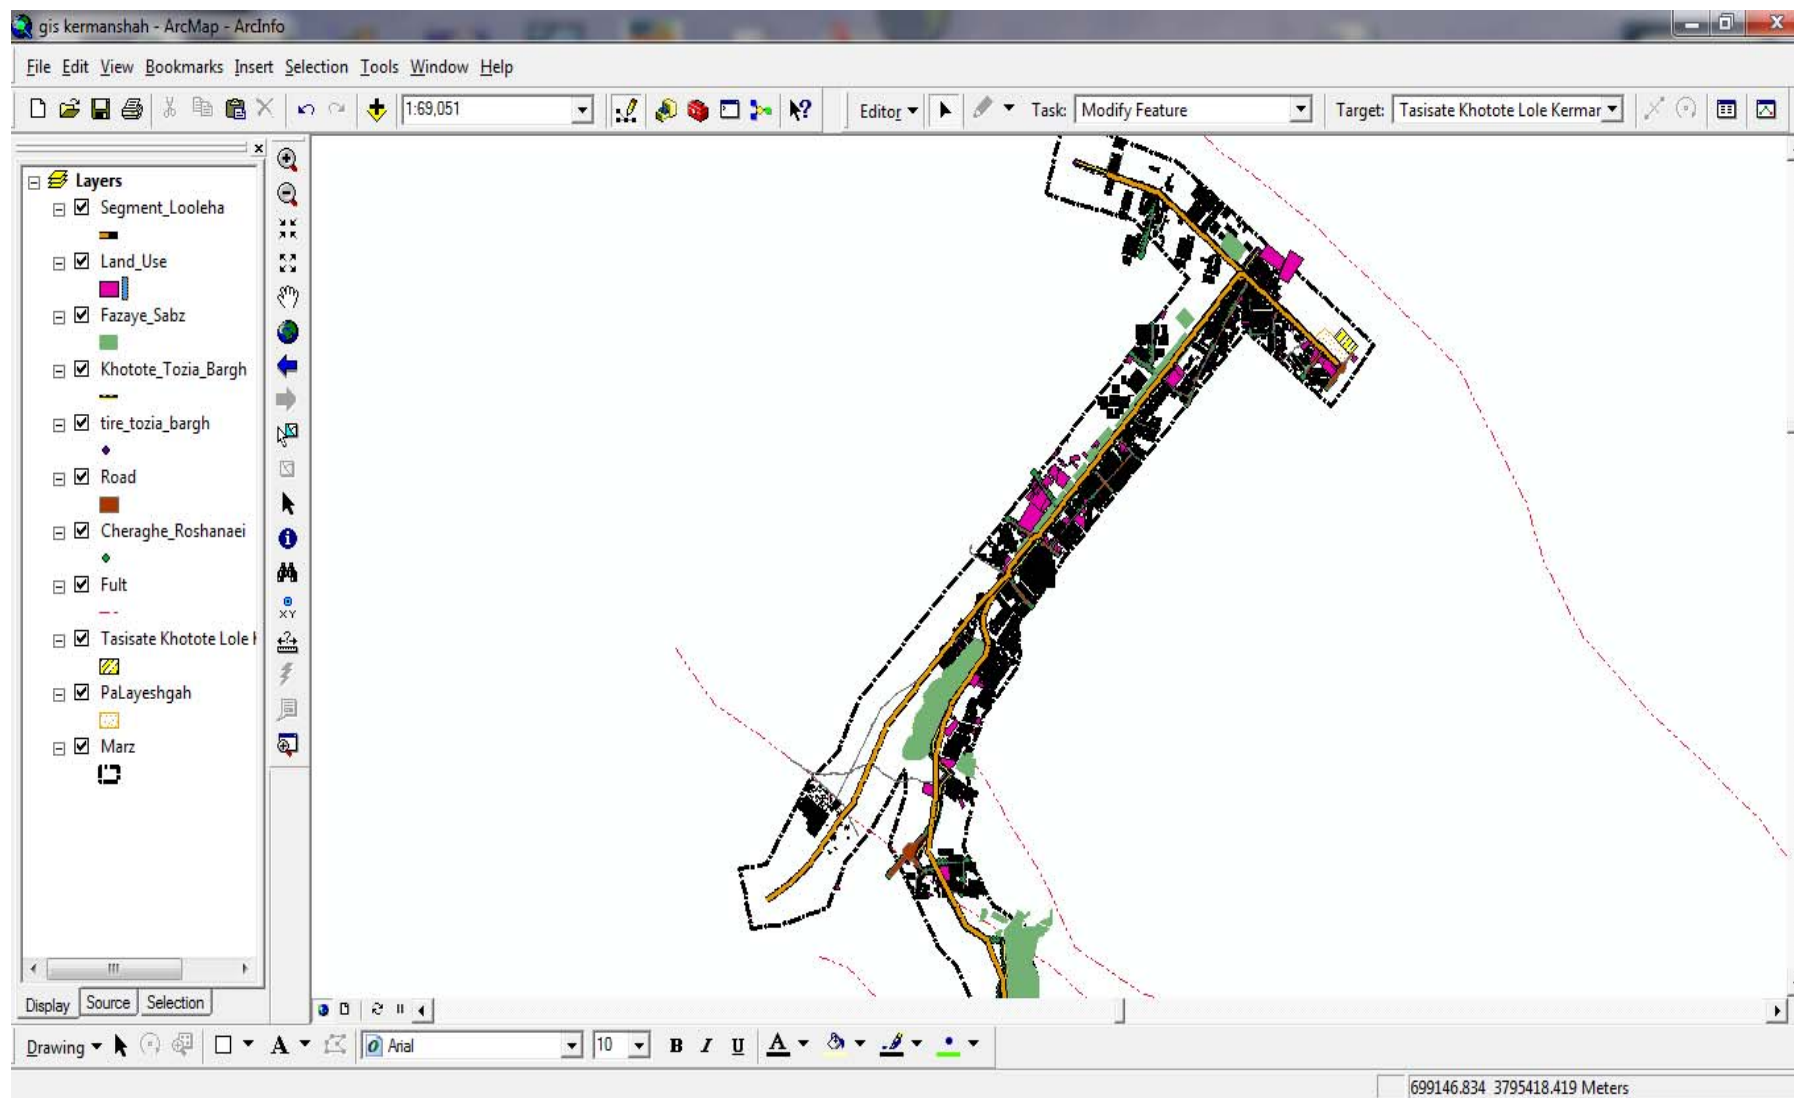 gis kermanshah - ArcMap - ArcInfo
File Edit View Bookmarks Insert Selection Tools Window Help
1:69,051 Editor Task: Modify Feature Target: Tasisate Khotote Lole Kermar
Layers
Segment_Looleha
Land_Use
Fazaye_Sabz
Khotote_Tozia_Bargh
tire_tozia_bargh
Road
Cheraghe_Roshanaei
Fult
Tasisate Khotote Lole
PaLayeshgah
Marz
XY
Display Source Selection
Drawing A Arial 10 B I U A
699146.834 3795418.419 Meters